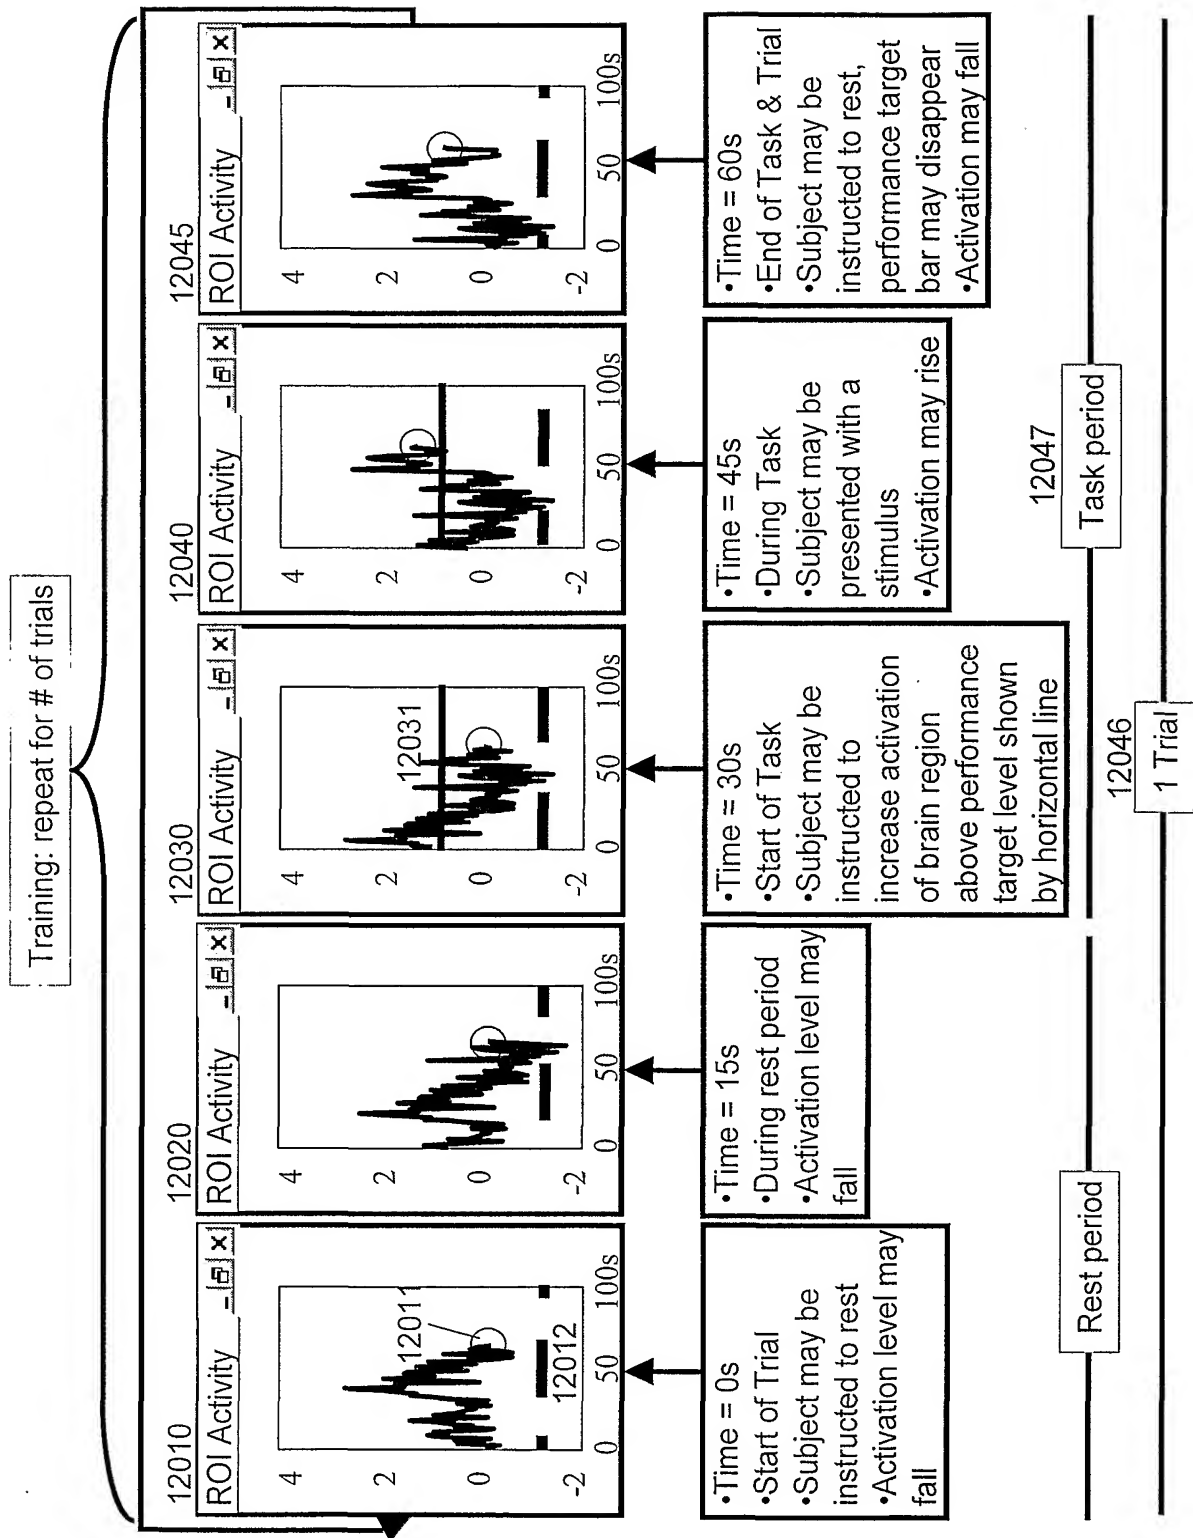 Training: repeat for # of trials
12010
ROI Activity
4
2
0
-2
0
50
100s
12011
12012
12020
ROI Activity
4
2
0
-2
0
50
100s
12030
ROI Activity
4
2
0
-2
0
50
100s
12031
12040
ROI Activity
4
2
0
-2
0
50
100s
12045
ROI Activity
4
2
0
-2
0
50
100s
•Time = 0s
•Start of Trial
•Subject may be
instructed to rest
•Activation level may
fall
•Time = 15s
•During rest period
•Activation level may
fall
•Time = 30s
•Start of Task
•Subject may be
instructed to
increase activation
of brain region
above performance
target level shown
by horizontal line
•Time = 45s
•During Task
•Subject may be
presented with a
stimulus
•Activation may rise
•Time = 60s
•End of Task & Trial
•Subject may be
instructed to rest,
performance target
bar may disappear
•Activation may fall
Rest period
12047
Task period
12046
1 Trial